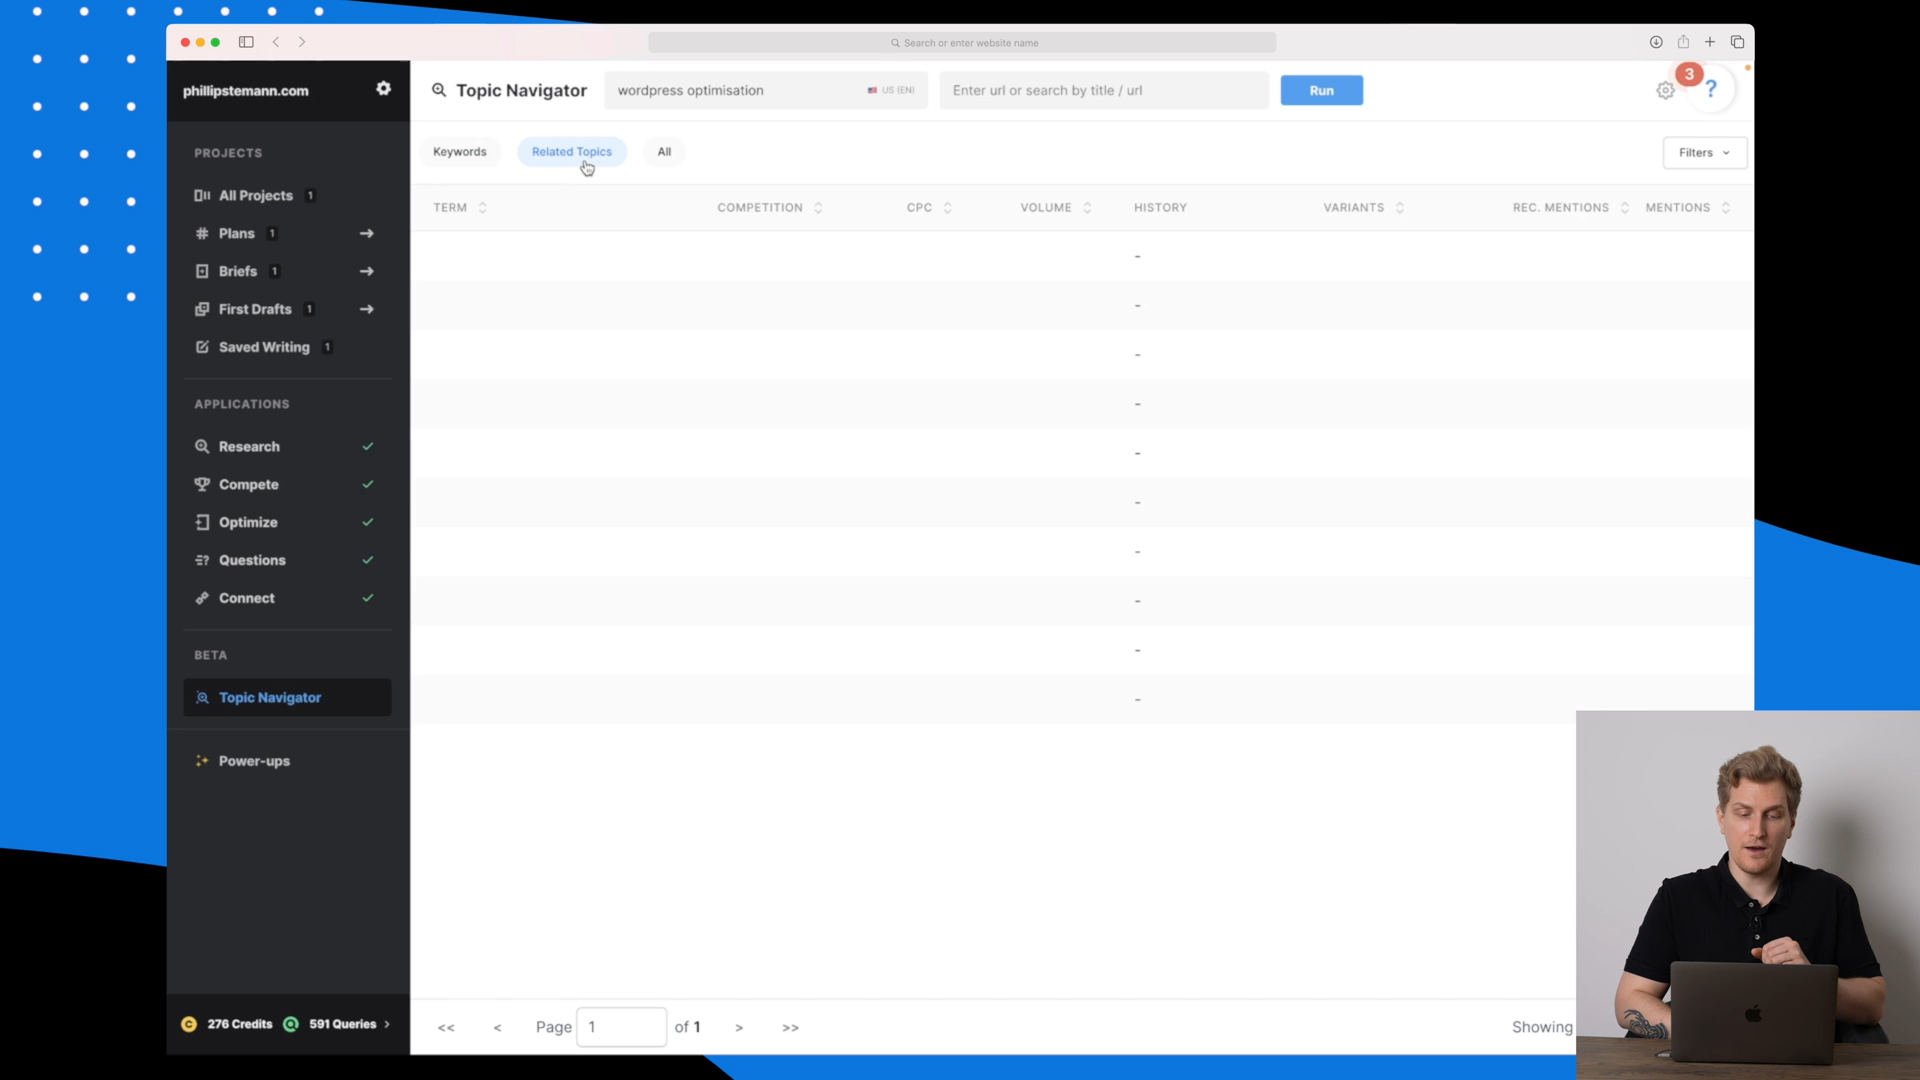 Search or enter website name
phillipstemann.com
Topic Navigator
wordpress optimisation
US (EN)
Enter url or search by title / url
Run
3
?
Keywords
Related Topics
All
Filters
PROJECTS
All Projects 1
Plans 1
Briefs 1
First Drafts 1
Saved Writing 1
APPLICATIONS
Research
Compete
Optimize
Questions
Connect
BETA
Topic Navigator
Power-ups
276 Credits
591 Queries >
TERM
COMPETITION
CPC
VOLUME
HISTORY
VARIANTS
REC. MENTIONS
MENTIONS
-
-
-
-
-
-
-
-
-
-
<< < Page 1 of 1 > >>
Showing